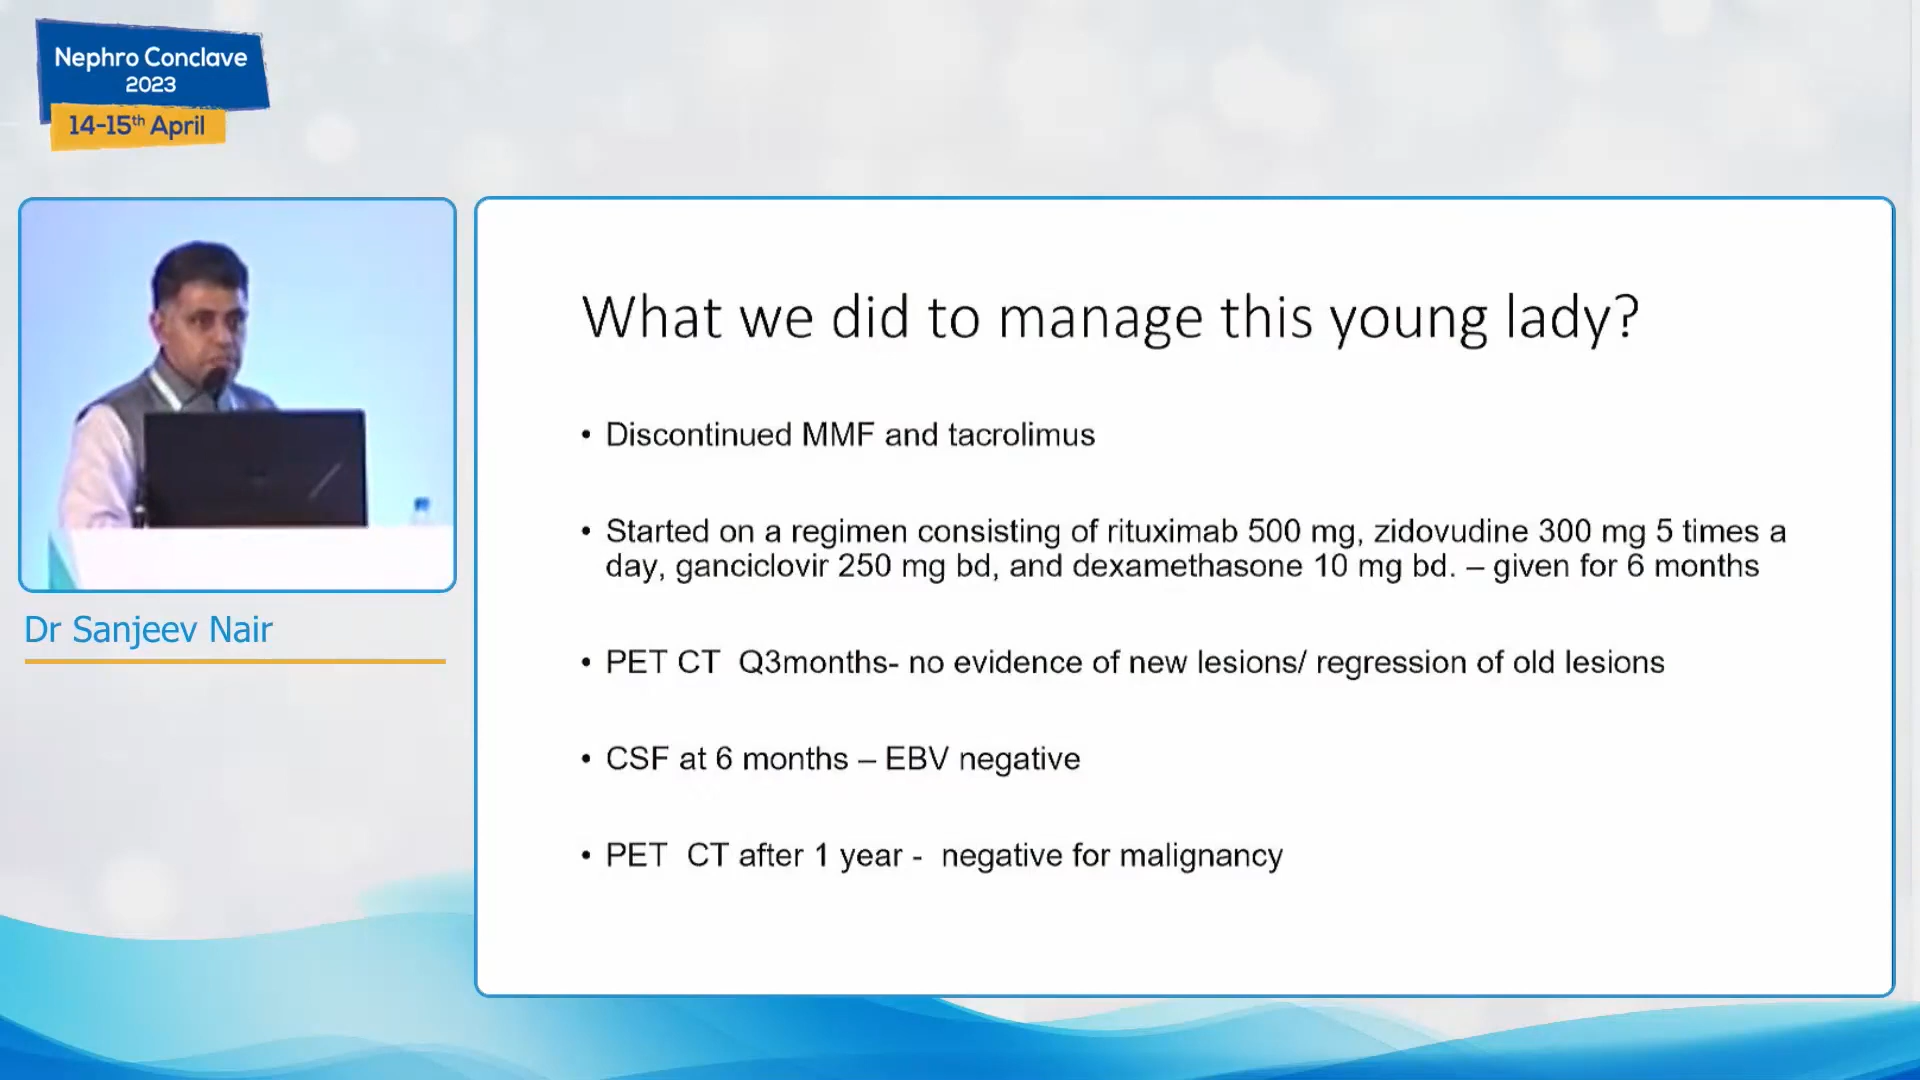 Nephro Conclave
2023
14-15th April
Dr Sanjeev Nair
What we did to manage this young lady?
• Discontinued MMF and tacrolimus
• Started on a regimen consisting of rituximab 500 mg, zidovudine 300 mg 5 times a
day, ganciclovir 250 mg bd, and dexamethasone 10 mg bd. – given for 6 months
• PET CT Q3months- no evidence of new lesions/ regression of old lesions
• CSF at 6 months – EBV negative
• PET CT after 1 year - negative for malignancy